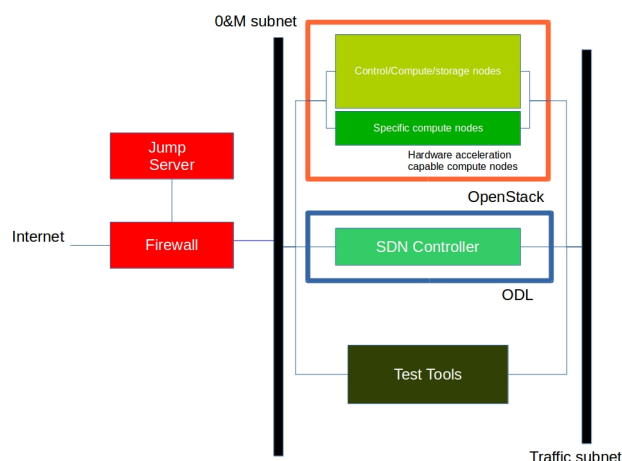 0&M subnet
Control/Compute/storage nodes
Specific compute nodes
Hardware acceleration
capable compute nodes
Jump
Server
OpenStack
Internet
Firewall
SDN Controller
ODL
Test Tools
Traffic subnet